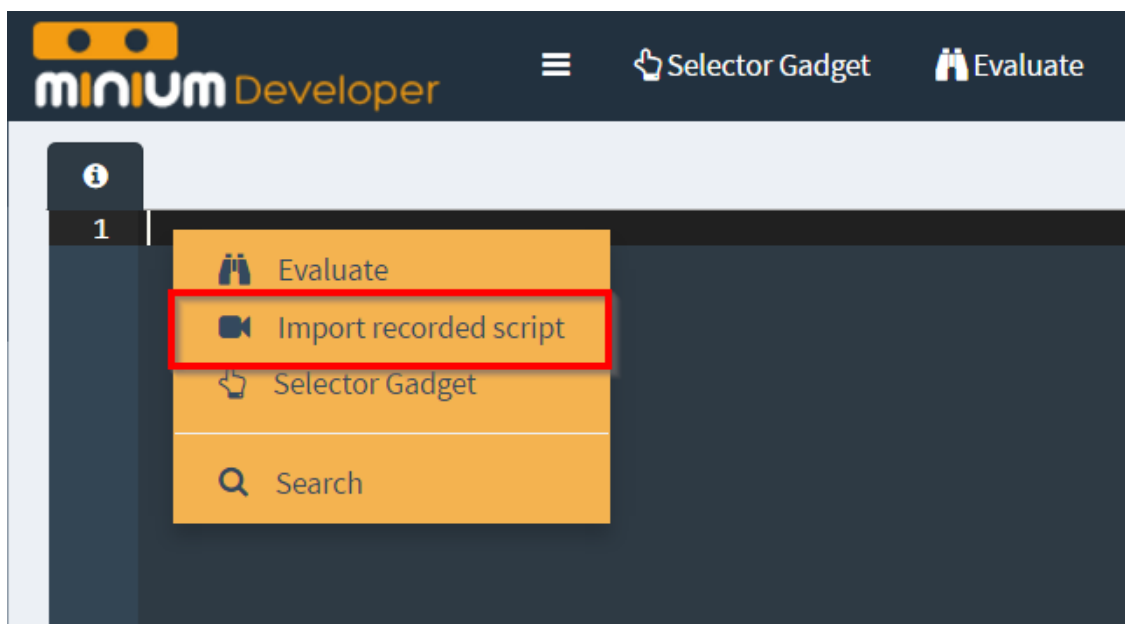 minium Developer
Selector Gadget
Evaluate
1
Evaluate
Import recorded script
Selector Gadget
Search